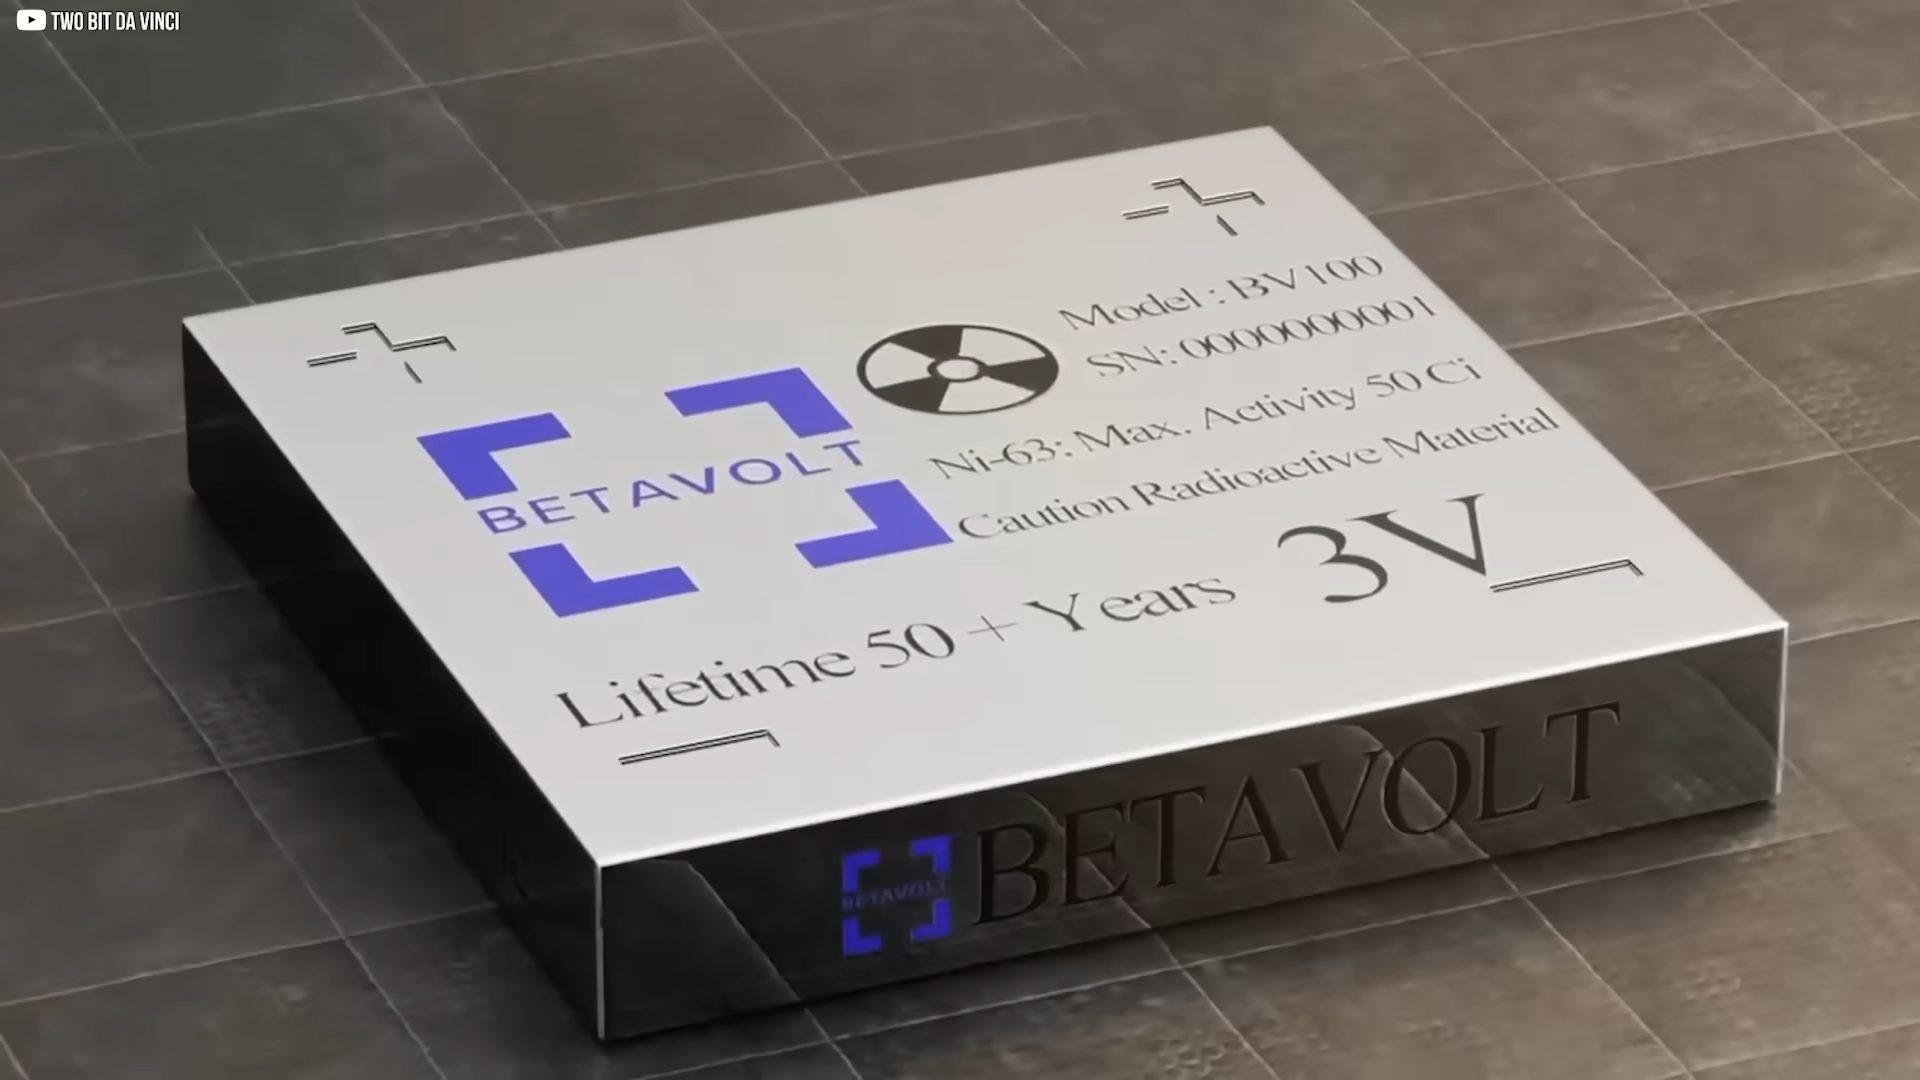 TWO BIT DA VINCI
Model : BV100
SN: 0000000001
Ni-63: Max. Activity 50 Ci
Caution Radioactive Material
BETAVOLT
Lifetime 50 + Years
3V
BETAVOLT
BETAVOLT